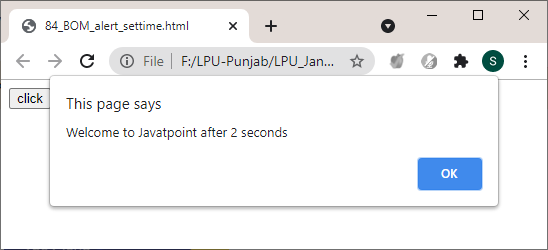 84_BOM_alert_settime.html
File F:/LPU-Punjab/LPU_Jan...
S
click
This page says
Welcome to Javatpoint after 2 seconds
OK